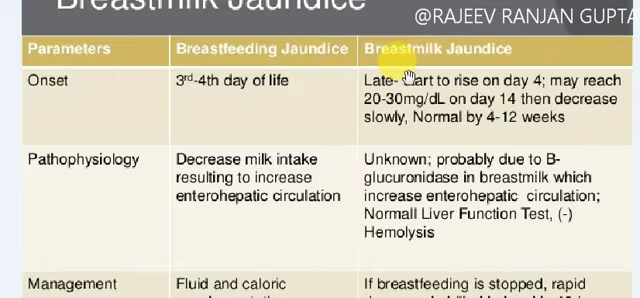 Breastmilk Jaundice
@RAJEEV RANJAN GUPTA
Parameters
Breastfeeding Jaundice
Breastmilk Jaundice
Onset
3rd-4th day of life
Late- start to rise on day 4; may reach
20-30mg/dL on day 14 then decrease
slowly, Normal by 4-12 weeks
Pathophysiology
Decrease milk intake
resulting to increase
enterohepatic circulation
Unknown; probably due to B-
glucuronidase in breastmilk which
increase enterohepatic circulation;
Normall Liver Function Test, (-)
Hemolysis
Management
Fluid and caloric
If breastfeeding is stopped, rapid